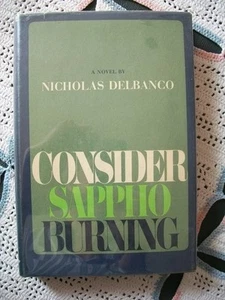 A NOVEL BY
NICHOLAS DELBANCO
CONSIDER
SAPPHO
BURNING